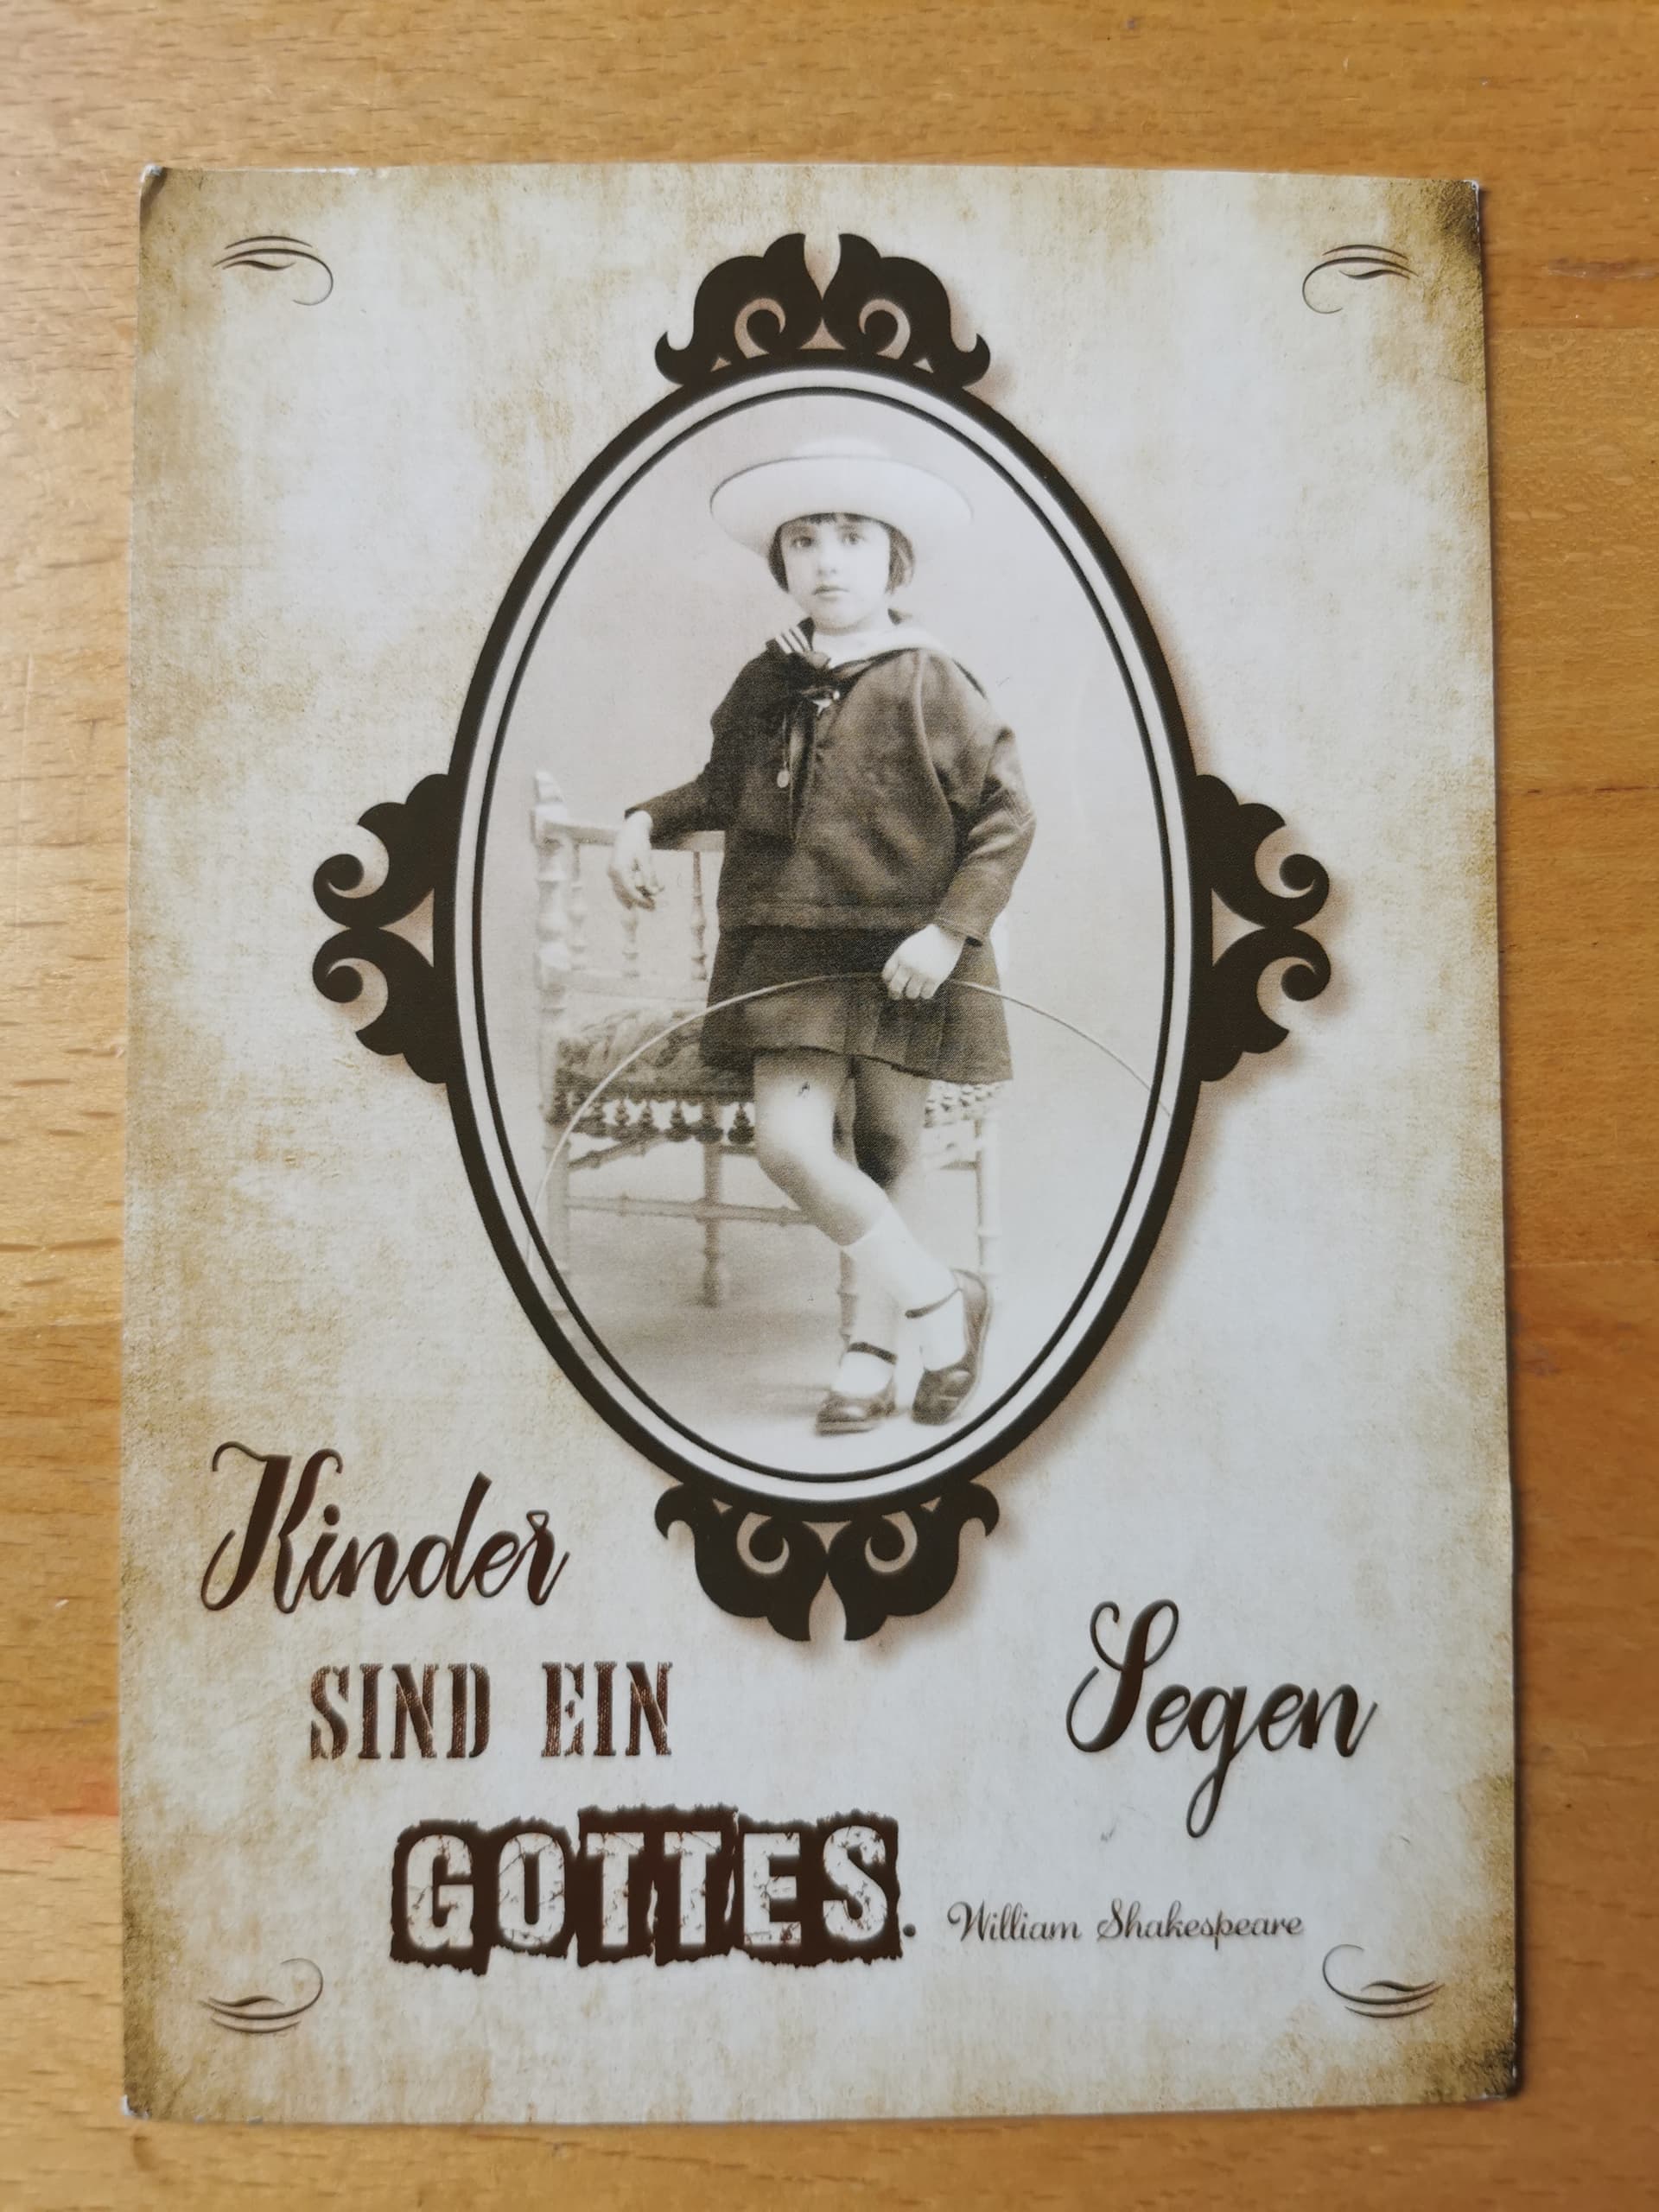 Kinder
SIND EIN
Segen
GOTTES.
William Shakespeare